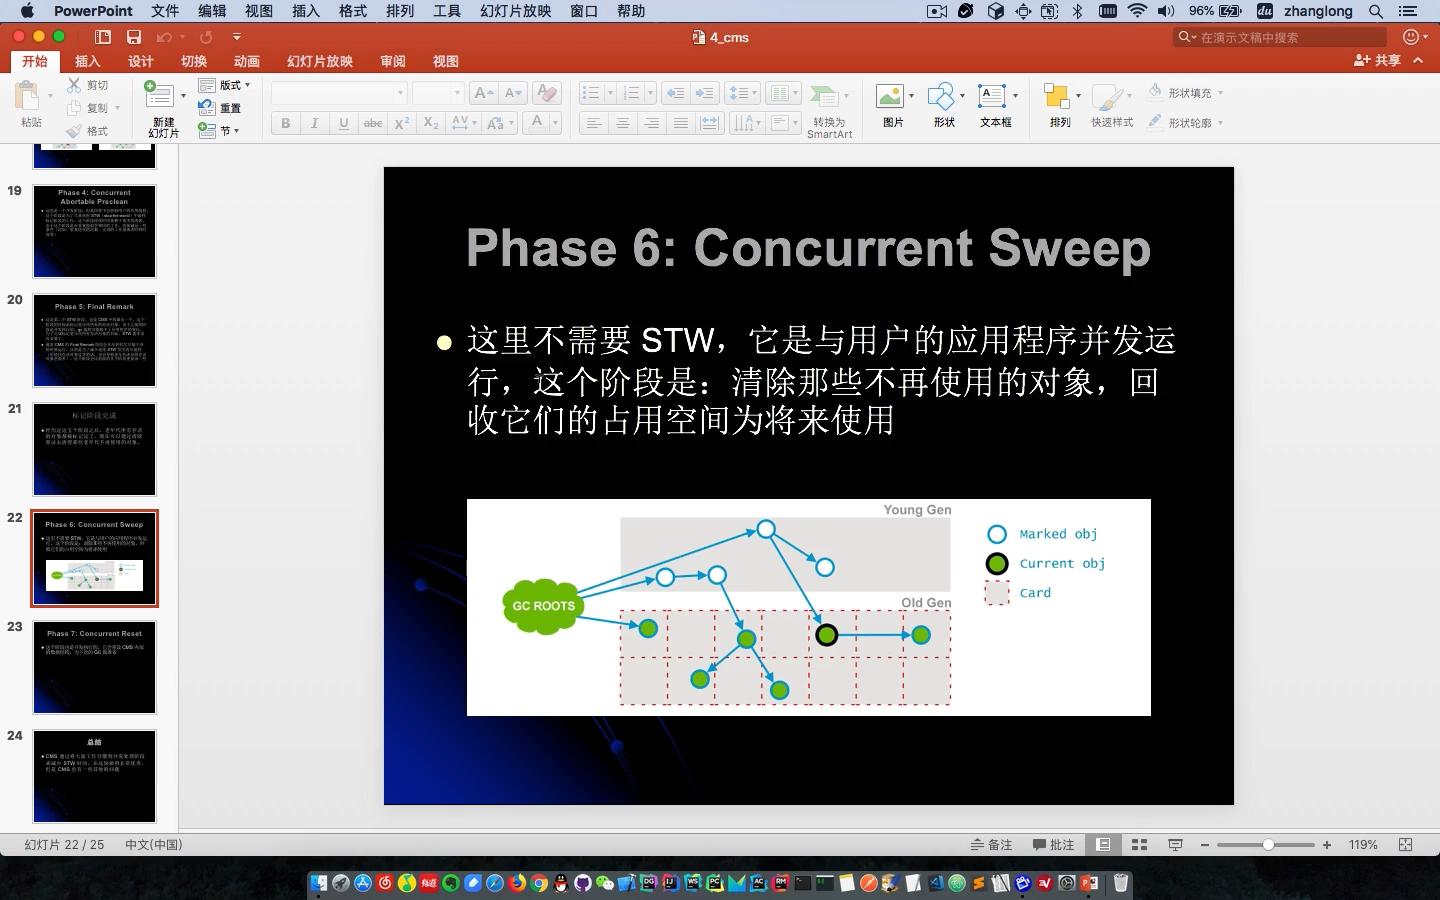 PowerPoint 文件 编辑 视图 插入 格式 排列 工具 幻灯片放映 窗口 帮助 96% zhanglong
4_cms
在演示文稿中搜索
开始 插入 设计 切换 动画 幻灯片放映 审阅 视图 共享
粘贴
剪切
复制
格式
新建
幻灯片
版式
重置
节
转换为
SmartArt
图片
形状
文本框
排列
快速样式
形状填充
形状轮廓
19
Phase 4: Concurrent
Abortable Preclean
20
Phase 5: Final Remark
21
标记阶段完成
22
Phase 6: Concurrent Sweep
23
Phase 7: Concurrent Reset
24
总结
Phase 6: Concurrent Sweep
这里不需要 STW，它是与用户的应用程序并发运
行，这个阶段是：清除那些不再使用的对象，回
收它们的占用空间为将来使用
Young Gen
Old Gen
GC ROOTS
Marked obj
Current obj
Card
幻灯片 22 / 25 中文(中国) 备注 批注 119%